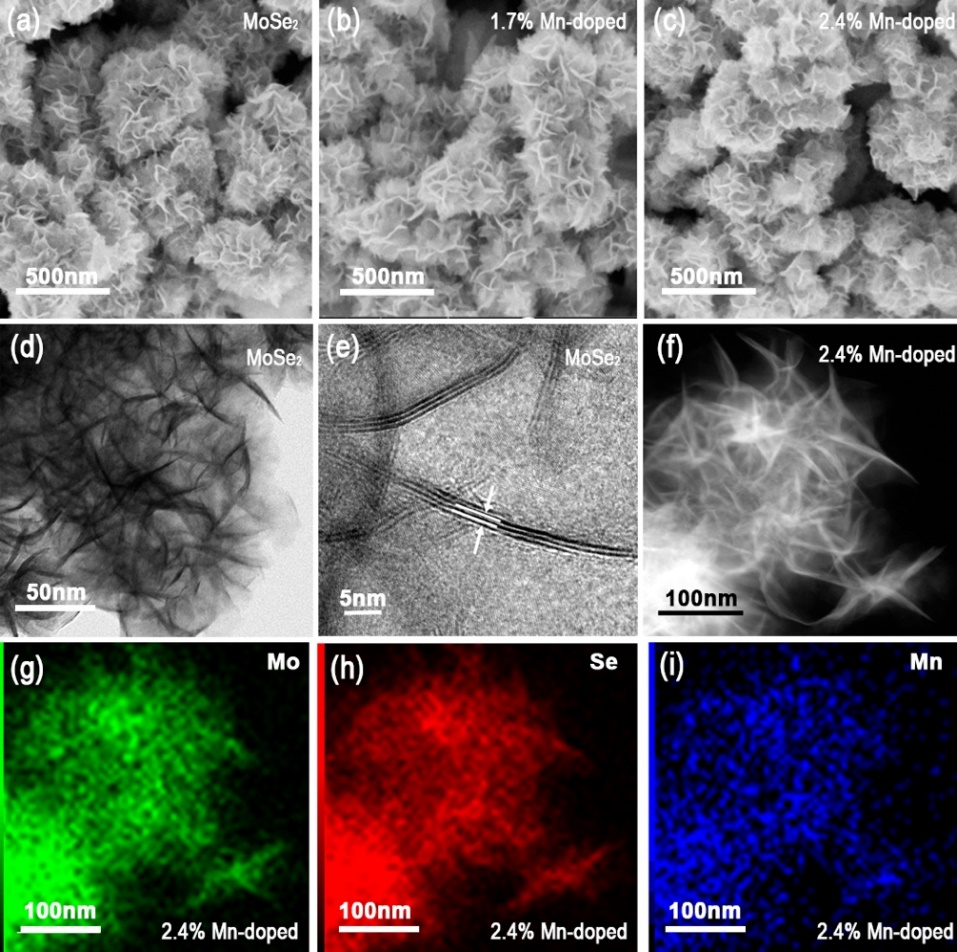 (a) MoSe₂
500nm
(b) 1.7% Mn-doped
500nm
(c) 2.4% Mn-doped
500nm
(d) MoSe₂
50nm
(e) MoSe₂
5nm
(f) 2.4% Mn-doped
100nm
(g) Mo
100nm
2.4% Mn-doped
(h) Se
100nm
2.4% Mn-doped
(i) Mn
100nm
2.4% Mn-doped